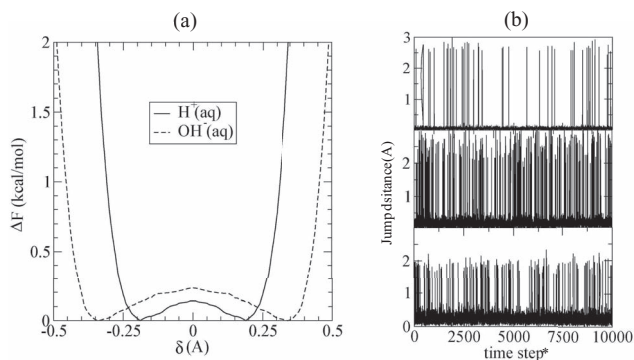 (a)
(b)
2
1.5
1
0.5
0
ΔF (kcal/mol)
H⁺(aq)
OH⁻(aq)
-0.5 -0.25 0 0.25 0.5
δ(A)
3
2
1
0
2
1
2
1
0
Jump dsitance(A)
0 2500 5000 7500 10000
time step*